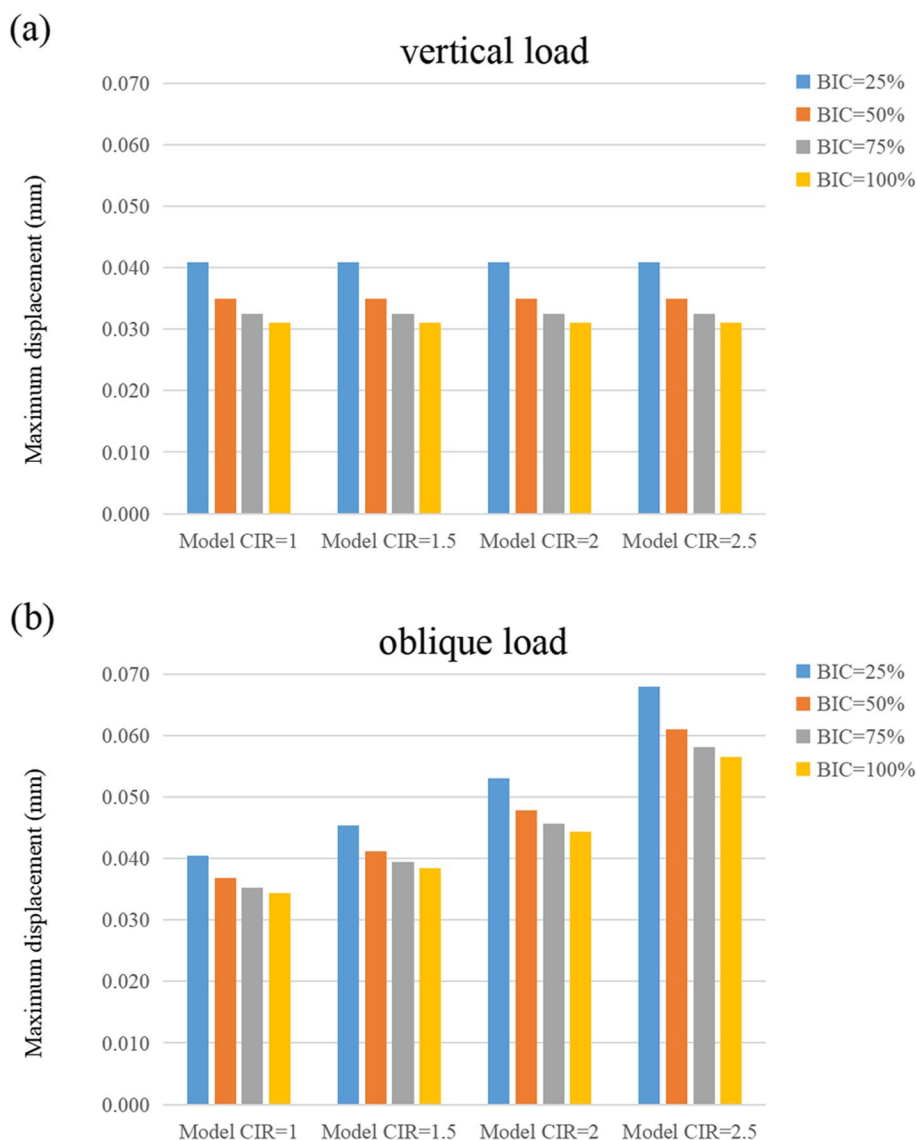 (a)
vertical load
Maximum displacement (mm)
0.070
0.060
0.050
0.040
0.030
0.020
0.010
0.000
Model CIR=1
Model CIR=1.5
Model CIR=2
Model CIR=2.5
BIC=25%
BIC=50%
BIC=75%
BIC=100%
(b)
oblique load
Maximum displacement (mm)
0.070
0.060
0.050
0.040
0.030
0.020
0.010
0.000
Model CIR=1
Model CIR=1.5
Model CIR=2
Model CIR=2.5
BIC=25%
BIC=50%
BIC=75%
BIC=100%